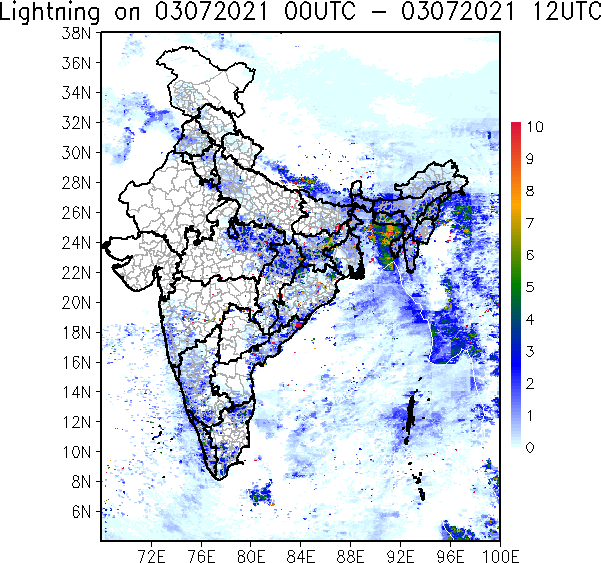 Lightning on 03072021 00UTC – 03072021 12UTC
38N
36N
34N
32N
30N
28N
26N
24N
22N
20N
18N
16N
14N
12N
10N
8N
6N
72E 76E 80E 84E 88E 92E 96E 100E
10
9
8
7
6
5
4
3
2
1
0